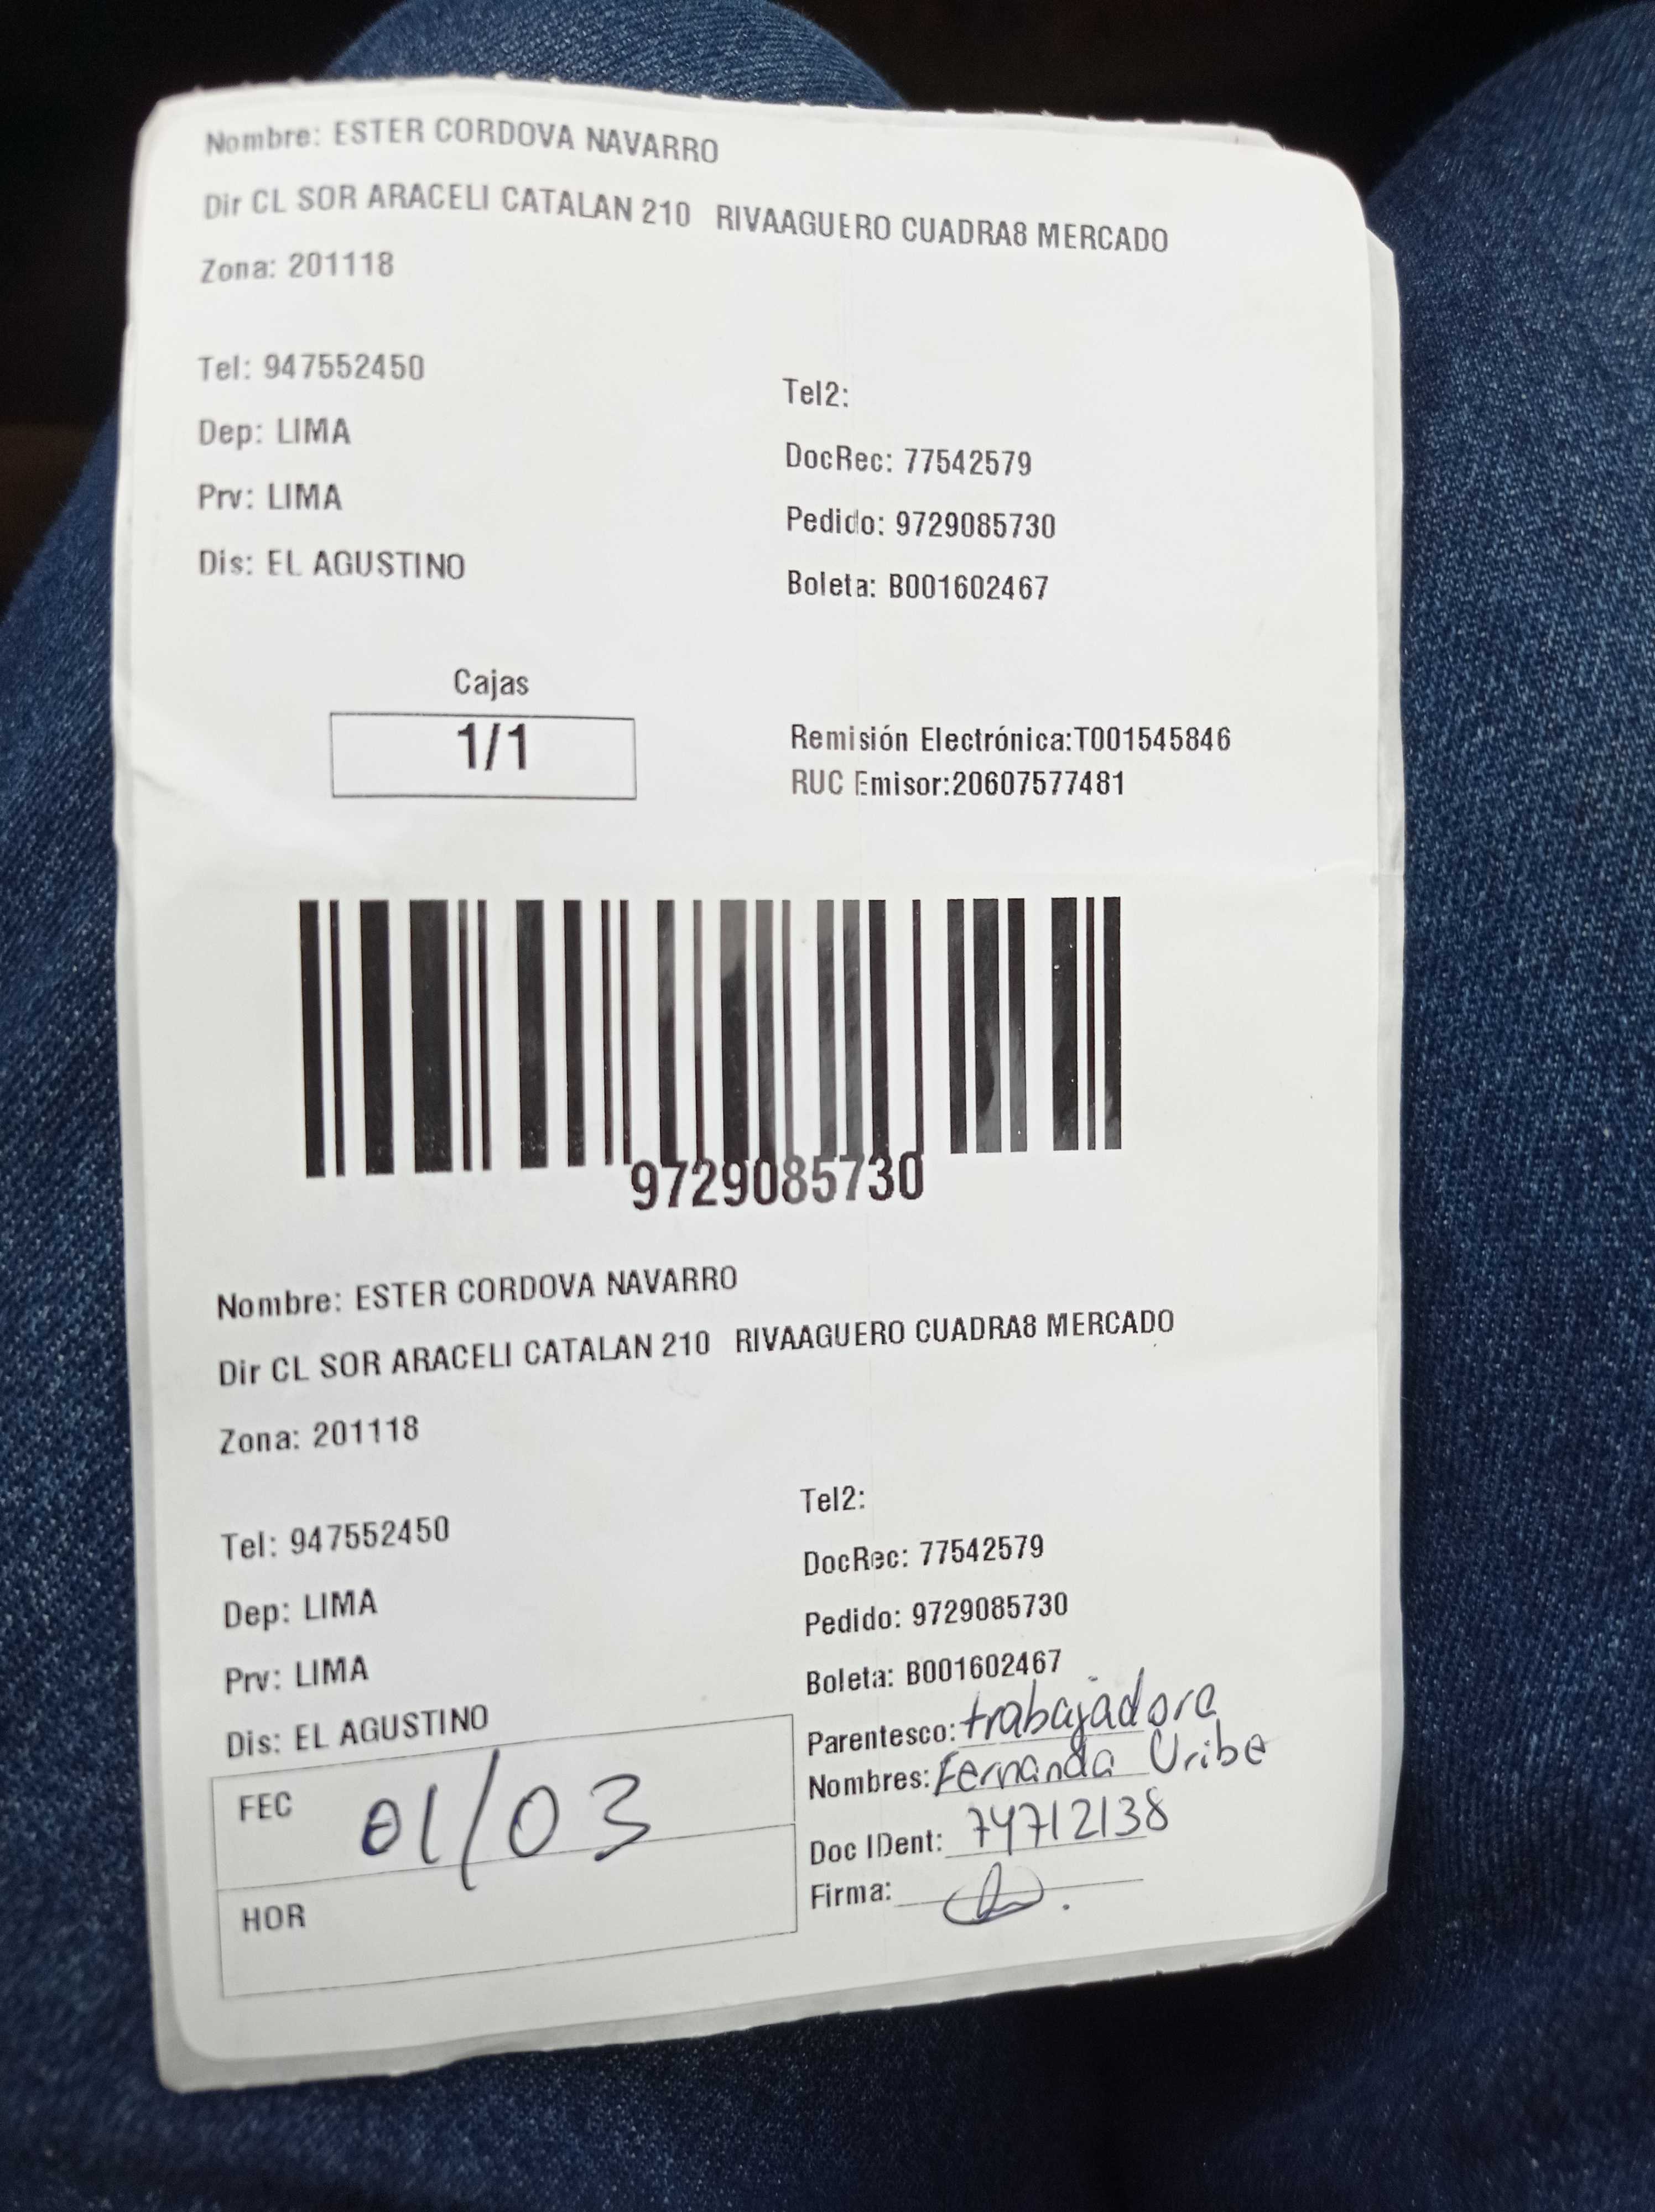 Nombre: ESTER CORDOVA NAVARRO
Dir CL SOR ARACELI CATALAN 210 RIVAAGUERO CUADRA8 MERCADO
Zona: 201118
Tel: 947552450
Tel2:
Dep: LIMA
DocRec: 77542579
Prv: LIMA
Pedido: 9729085730
Dis: EL AGUSTINO
Boleta: B001602467
Cajas
1/1
Remisión Electrónica:T001545846
RUC Emisor:20607577481
9729085730
Nombre: ESTER CORDOVA NAVARRO
Dir CL SOR ARACELI CATALAN 210 RIVAAGUERO CUADRA8 MERCADO
Zona: 201118
Tel: 947552450
Tel2:
DocRec: 77542579
Dep: LIMA
Pedido: 9729085730
Prv: LIMA
Boleta: B001602467
Dis: EL AGUSTINO
Parentesco: trabajadora
Nombres: Fernanda Uribe
FEC 01/03
Doc IDent: 74712138
Firma:
HOR